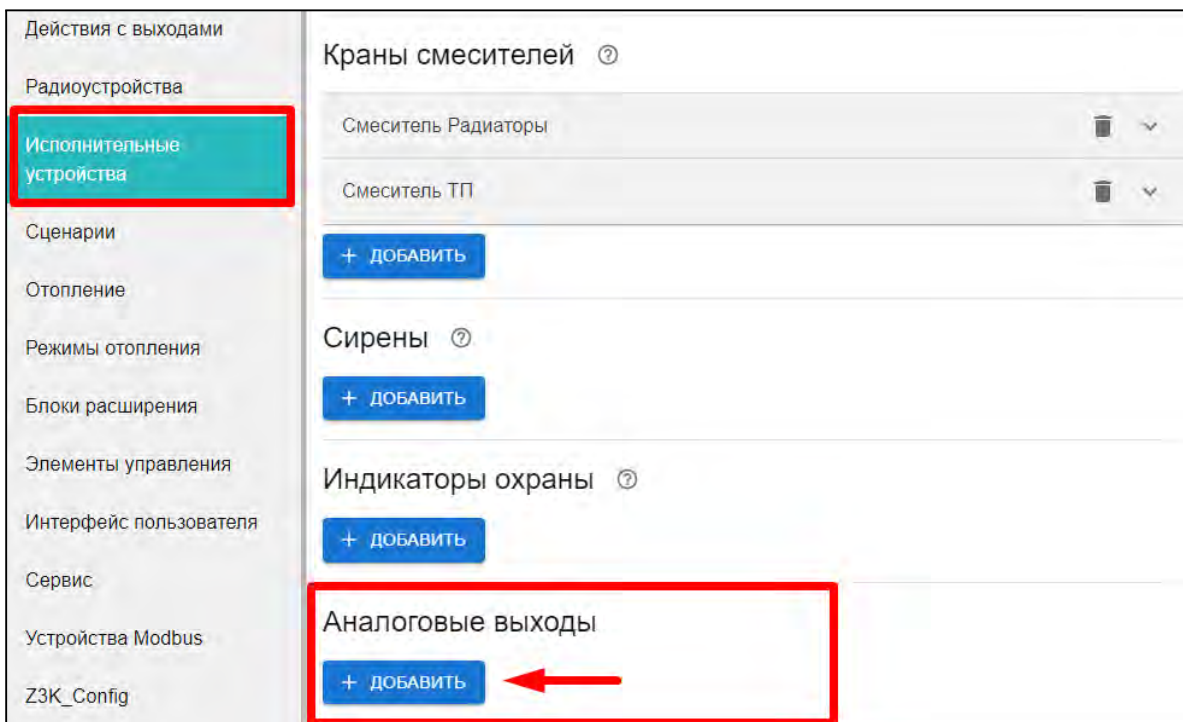 Действия с выходами
Радиоустройства
Исполнительные
устройства
Сценарии
Отопление
Режимы отопления
Блоки расширения
Элементы управления
Интерфейс пользователя
Сервис
Устройства Modbus
Z3K_Config
Краны смесителей ?
Смеситель Радиаторы
Смеситель ТП
+ ДОБАВИТЬ
Сирены ?
+ ДОБАВИТЬ
Индикаторы охраны ?
+ ДОБАВИТЬ
Аналоговые выходы
+ ДОБАВИТЬ